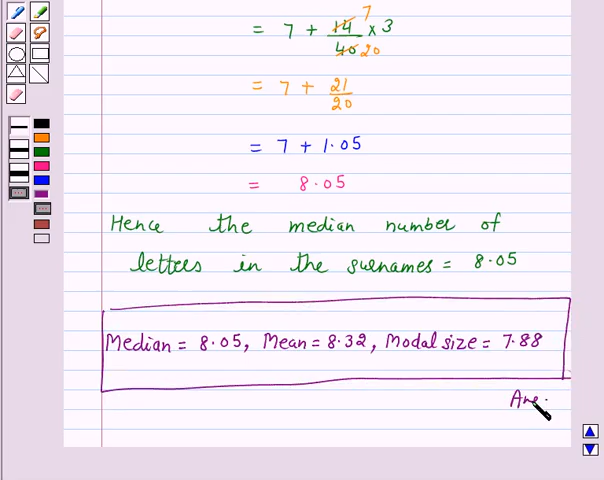 = 7 + 14/40 × 3 7 20
= 7 + 21/20
= 7 + 1.05
= 8.05
Hence the median number of
letters in the surnames = 8.05
Median = 8.05, Mean = 8.32, Modal size = 7.88
Ans.